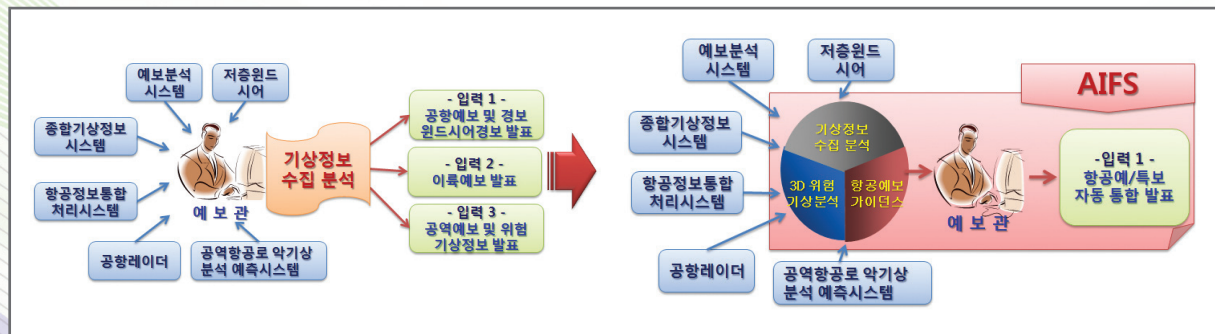 예보분석
시스템
저층윈드
시어
종합기상정보
시스템
항공정보통합
처리시스템
예 보 관
공항레이더
공역항공로 악기상
분석 예측시스템
기상정보
수집 분석
- 입력 1 -
공항예보 및 경보
윈드시어경보 발표
- 입력 2 -
이륙예보 발표
- 입력 3 -
공역예보 및 위험
기상정보 발표
예보분석
시스템
저층윈드
시어
종합기상정보
시스템
항공정보통합
처리시스템
공항레이더
공역항공로 악기상
분석 예측시스템
기상정보
수집 분석
3D 위험
기상분석
항공예보
가이던스
예 보 관
AIFS
-입력 1 -
항공예/특보
자동 통합 발표